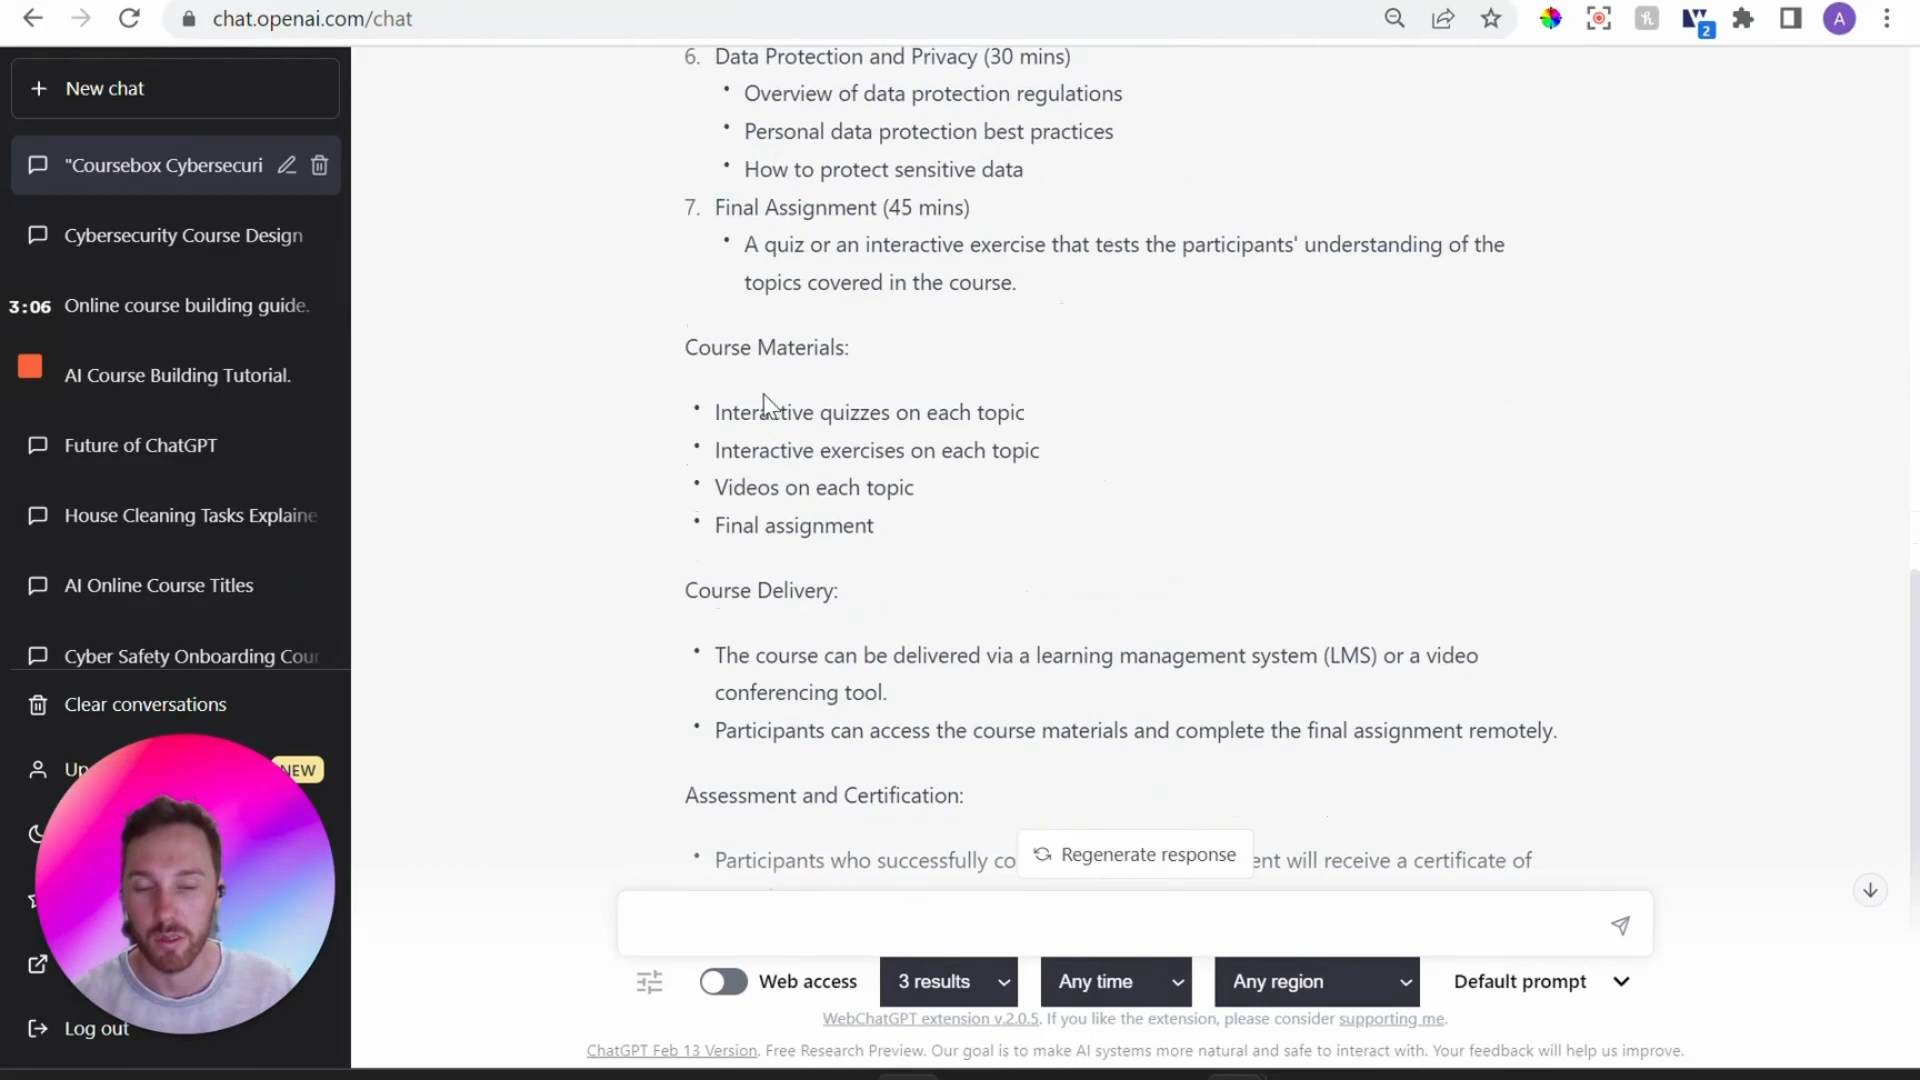 chat.openai.com/chat
2
A
New chat
"Coursebox Cybersecuri
Cybersecurity Course Design
3:06
Online course building guide.
AI Course Building Tutorial.
Future of ChatGPT
House Cleaning Tasks Explaine
AI Online Course Titles
Cyber Safety Onboarding Cour
Clear conversations
NEW
Log out
6. Data Protection and Privacy (30 mins)
• Overview of data protection regulations
• Personal data protection best practices
• How to protect sensitive data
7. Final Assignment (45 mins)
• A quiz or an interactive exercise that tests the participants' understanding of the
topics covered in the course.
Course Materials:
• Interactive quizzes on each topic
• Interactive exercises on each topic
• Videos on each topic
• Final assignment
Course Delivery:
• The course can be delivered via a learning management system (LMS) or a video
conferencing tool.
• Participants can access the course materials and complete the final assignment remotely.
Assessment and Certification:
Regenerate response
• Participants who successfully co ent will receive a certificate of
Web access
3 results
Any time
Any region
Default prompt
WebChatGPT extension v.2.0.5. If you like the extension, please consider supporting me.
ChatGPT Feb 13 Version. Free Research Preview. Our goal is to make AI systems more natural and safe to interact with. Your feedback will help us improve.